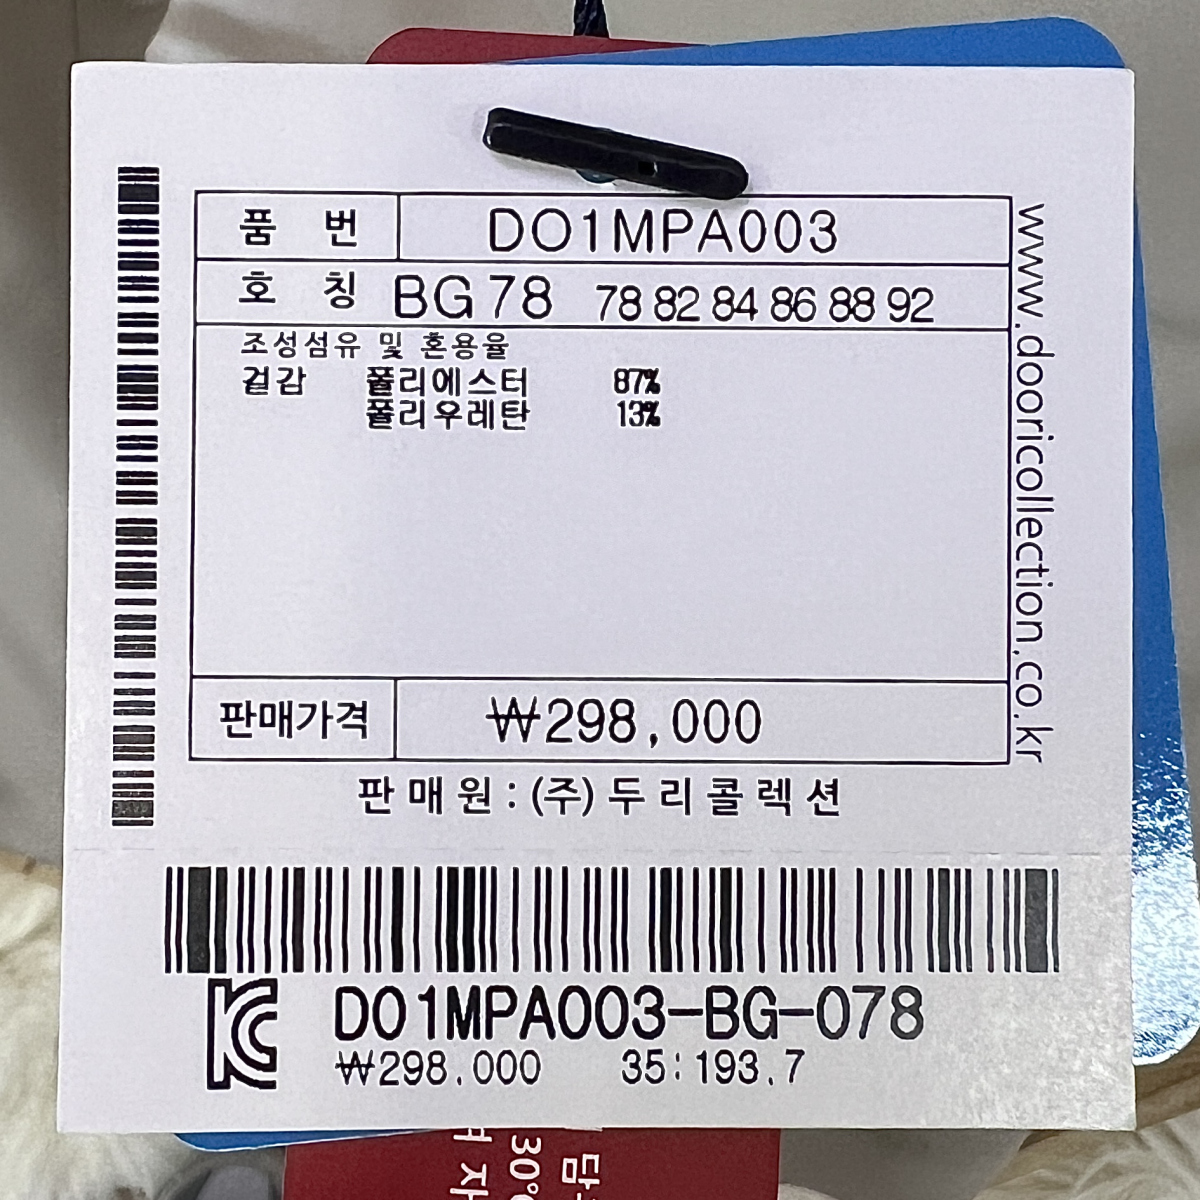 품 번 DO1MPA003
호 칭 BG78 78 82 84 86 88 92
조성섬유 및 혼용율
겉감 폴리에스터 87%
폴리우레탄 13%
판매가격 ₩298,000
판매원 : (주)두리콜렉션
www.dooricollection.co.kr
DO1MPA003-BG-078
₩298,000 35:193.7
30℃